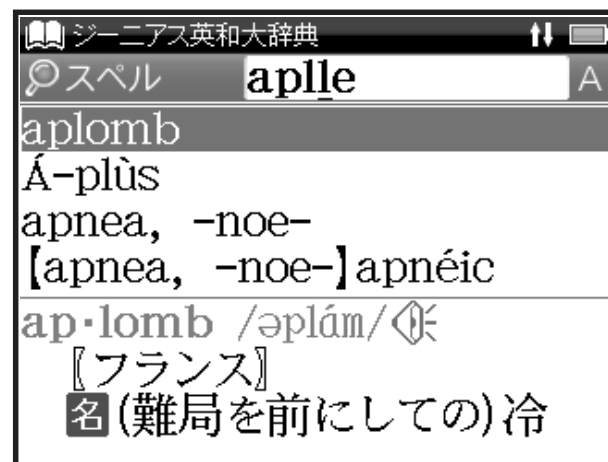 ジーニアス英和大辞典
スペル aplle A
aplomb
Á-plùs
apnea, -noe-
【apnea, -noe-】apnéic
ap·lomb /əplám/
〖フランス〗
名(難局を前にしての)冷